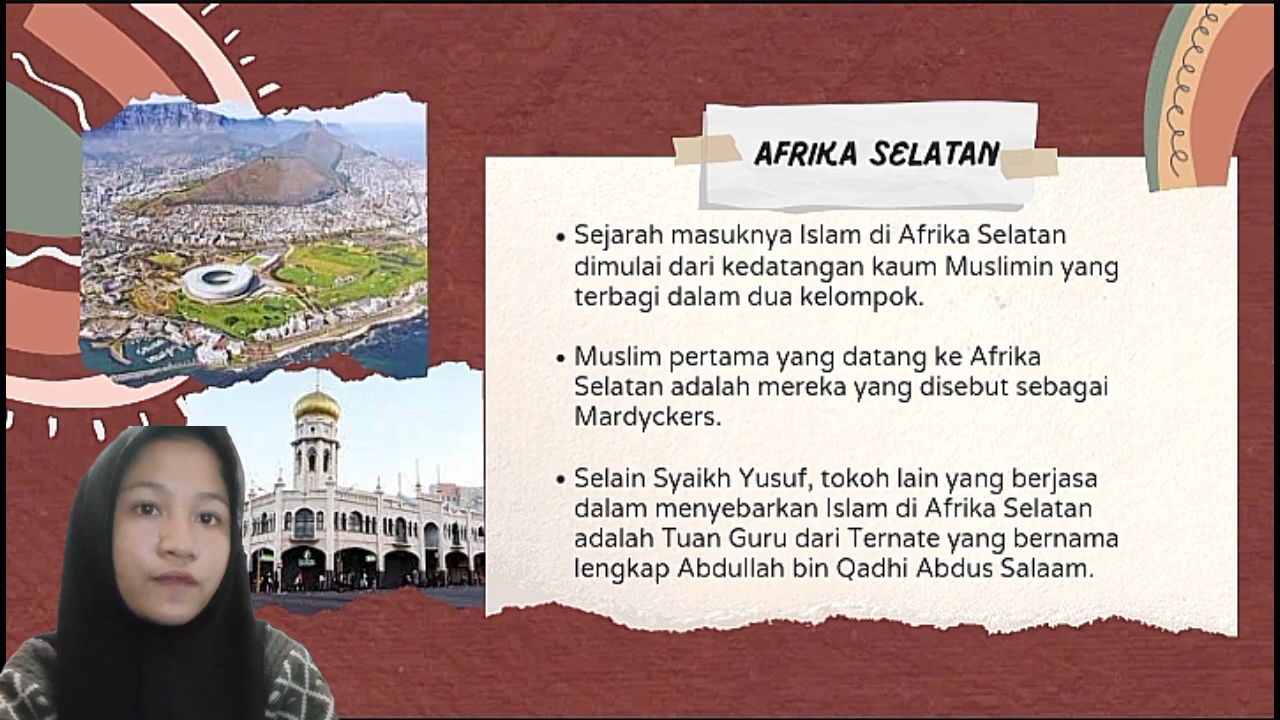 AFRIKA SELATAN
• Sejarah masuknya Islam di Afrika Selatan
dimulai dari kedatangan kaum Muslimin yang
terbagi dalam dua kelompok.
• Muslim pertama yang datang ke Afrika
Selatan adalah mereka yang disebut sebagai
Mardyckers.
• Selain Syaikh Yusuf, tokoh lain yang berjasa
dalam menyebarkan Islam di Afrika Selatan
adalah Tuan Guru dari Ternate yang bernama
lengkap Abdullah bin Qadhi Abdus Salaam.